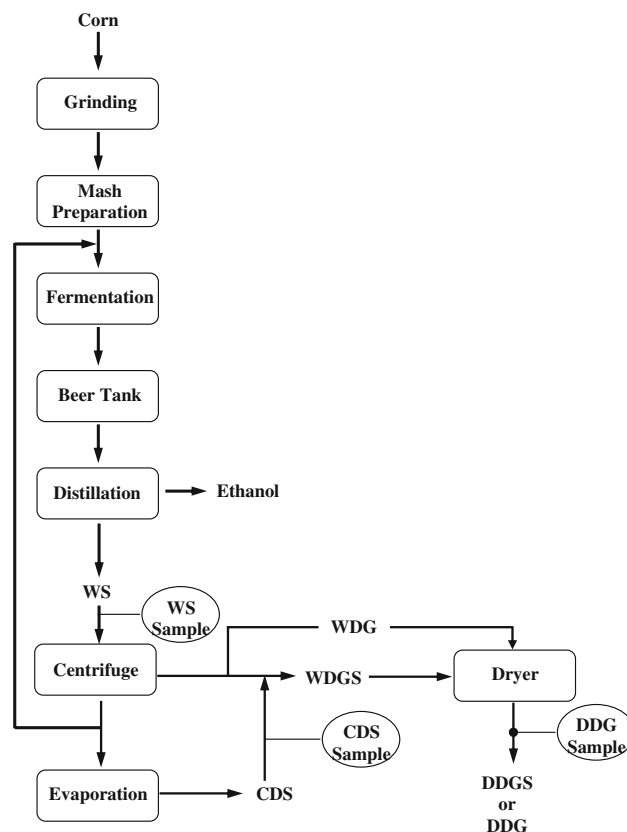 Corn
Grinding
Mash
Preparation
Fermentation
Beer Tank
Distillation
Ethanol
WS
WS
Sample
WDG
Centrifuge
WDGS
Dryer
CDS
Sample
DDG
Sample
Evaporation
CDS
DDGS
or
DDG